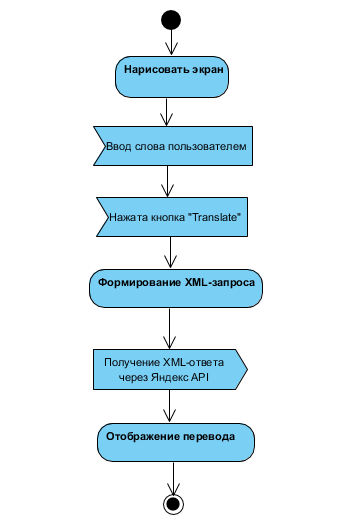 Нарисовать экран
Ввод слова пользователем
Нажата кнопка "Translate"
Формирование XML-запроса
Получение XML-ответа
через Яндекс API
Отображение перевода